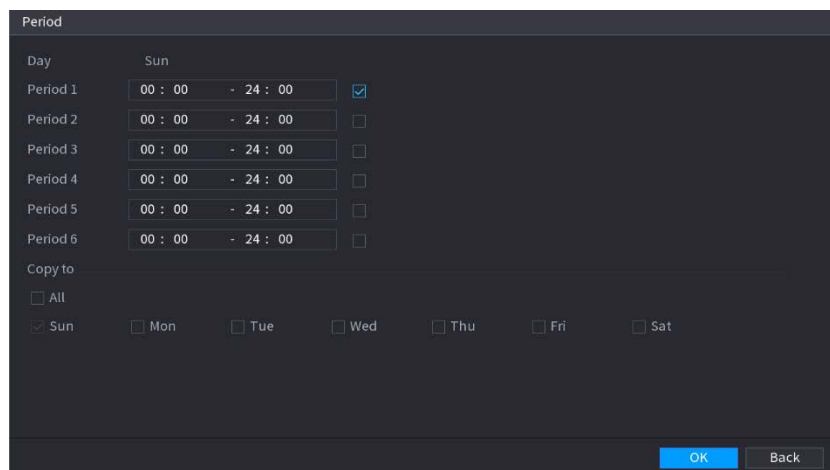 Period
Day Sun
Period 1 00 : 00 - 24 : 00
Period 2 00 : 00 - 24 : 00
Period 3 00 : 00 - 24 : 00
Period 4 00 : 00 - 24 : 00
Period 5 00 : 00 - 24 : 00
Period 6 00 : 00 - 24 : 00
Copy to
All
Sun Mon Tue Wed Thu Fri Sat
OK Back